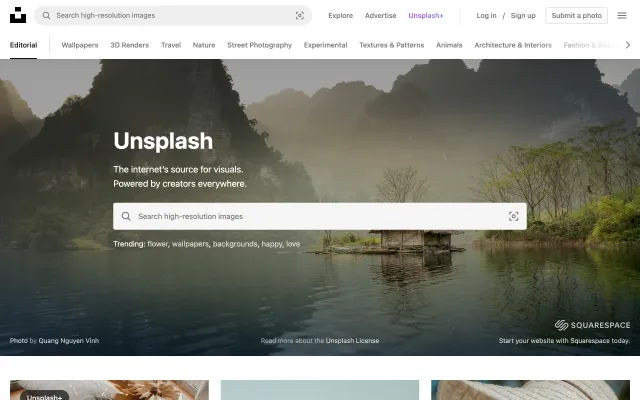 Search high-resolution images
Explore
Advertise
Unsplash+
Log in / Sign up
Submit a photo
Editorial
Wallpapers
3D Renders
Travel
Nature
Street Photography
Experimental
Textures & Patterns
Animals
Architecture & Interiors
Fashion &
Unsplash
The internet's source for visuals.
Powered by creators everywhere.
Search high-resolution images
Trending: flower, wallpapers, backgrounds, happy, love
SQUARESPACE
Photo by Quang Nguyen Vinh
Read more about the Unsplash License
Start your website with Squarespace today.
Unsplash+